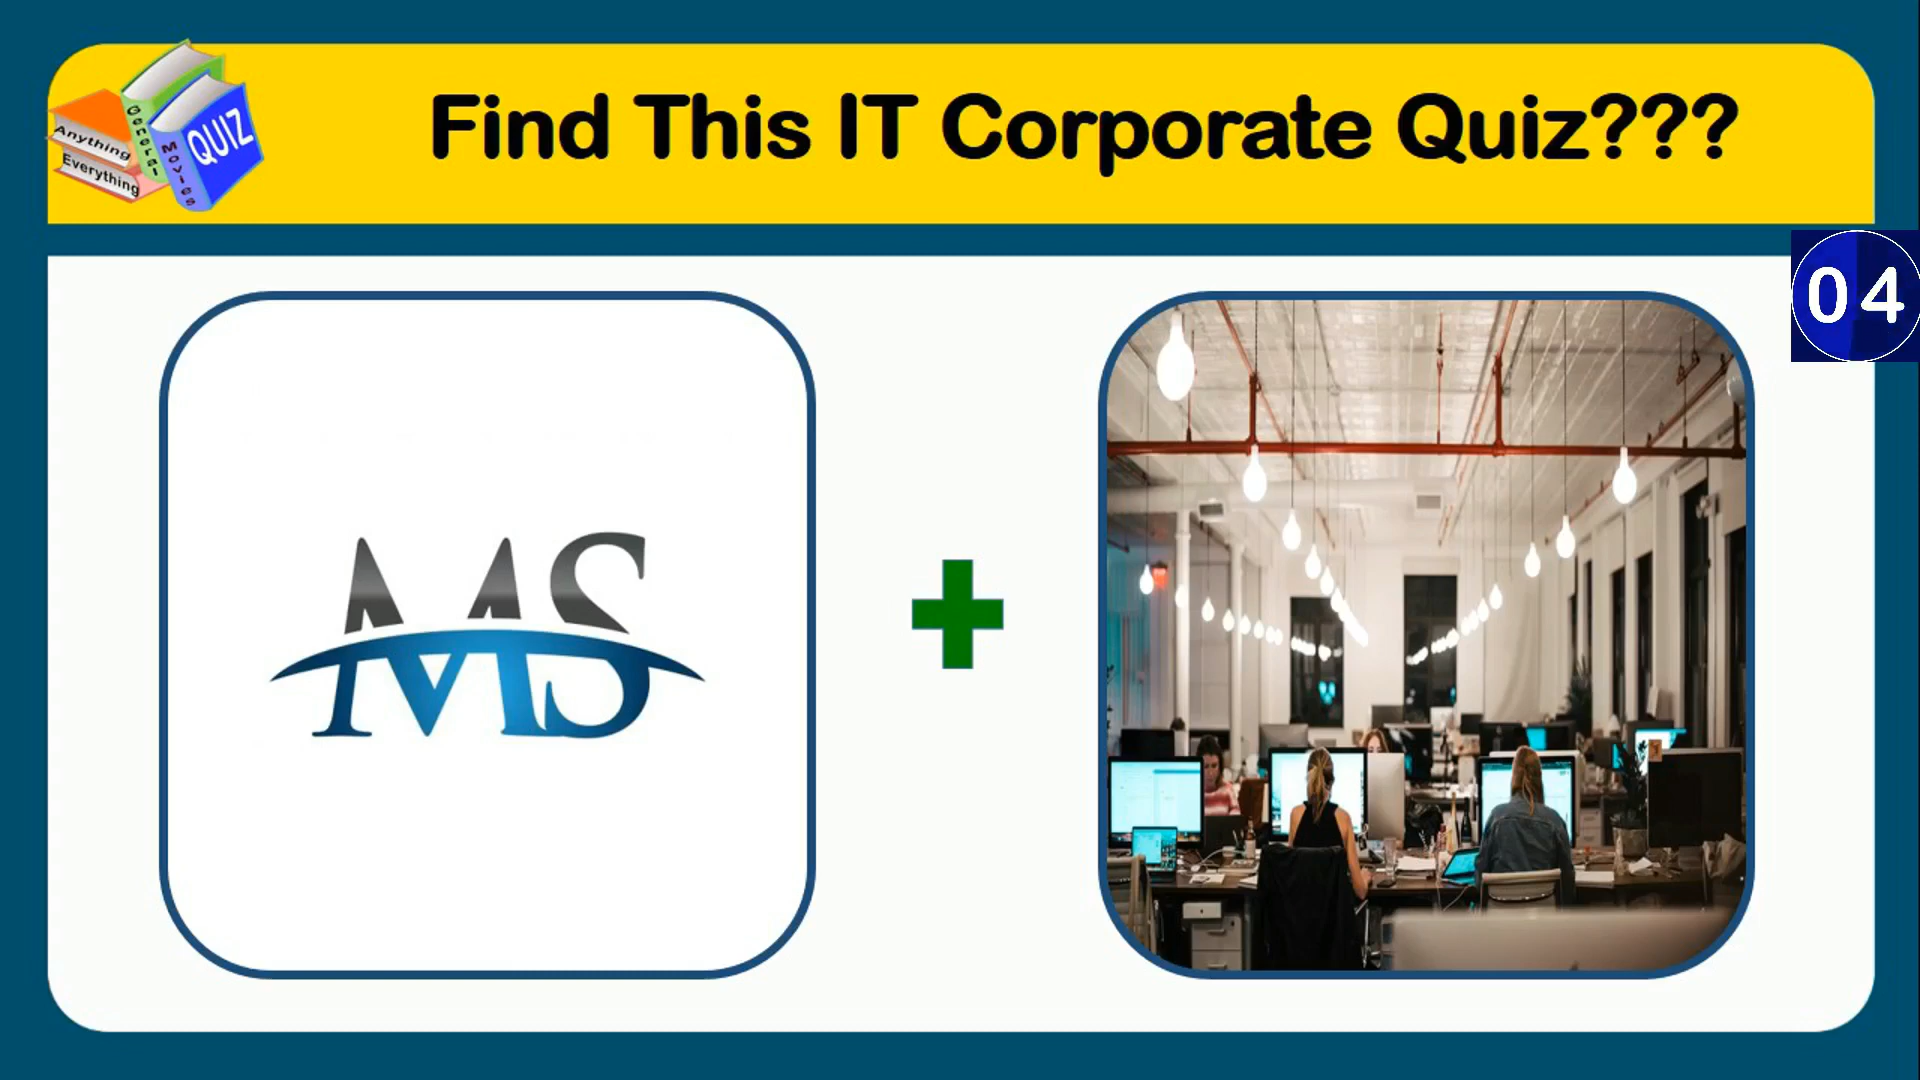 Find This IT Corporate Quiz???
Anything
Everything
General
Movies
QUIZ
04
MS